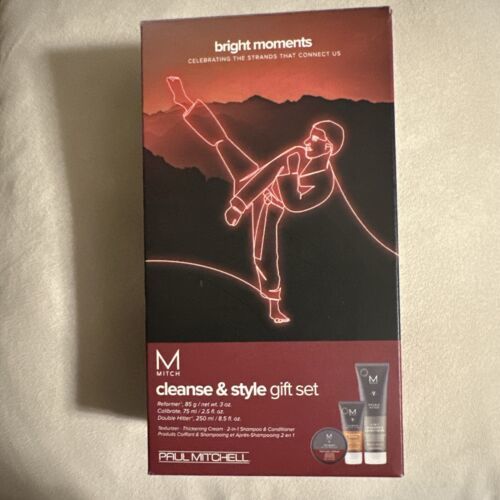 bright moments
CELEBRATING THE STRANDS THAT CONNECT US
M
MITCH
cleanse & style gift set
Reformer®, 85 g / net wt. 3 oz.
Calibrate, 75 ml / 2.5 fl. oz.
Double Hitter®, 250 ml / 8.5 fl. oz.
Texturizer · Thickening Cream · 2-in-1 Shampoo & Conditioner
Produits Coiffant & Shampooing et Après-Shampooing 2 en 1
PAUL MITCHELL®
M
M